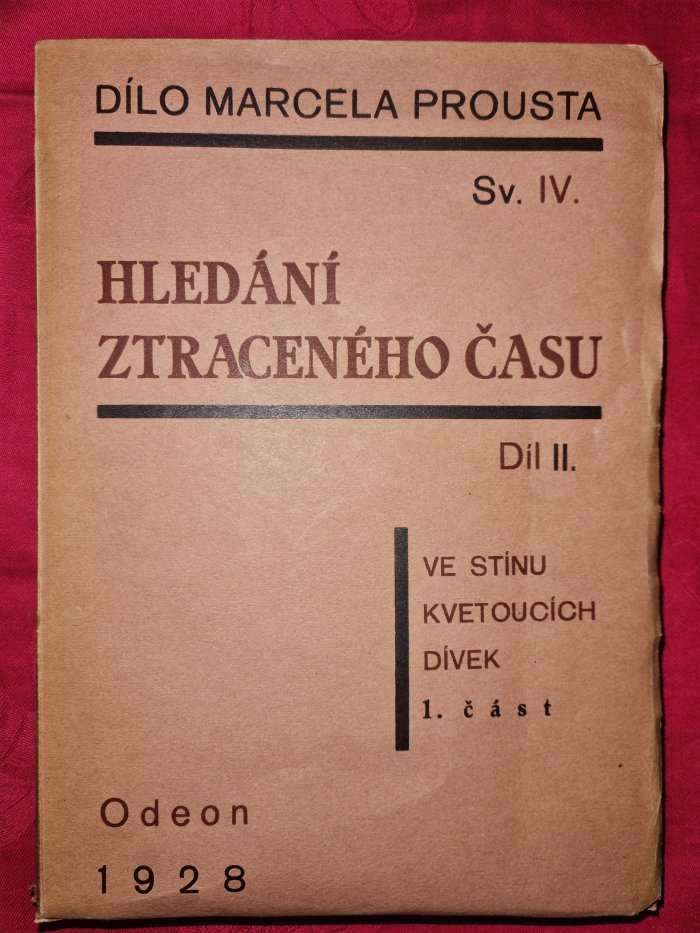 DÍLO MARCELA PROUSTA
Sv. IV.
HLEDÁNÍ
ZTRACENÉHO ČASU
Díl II.
VE STÍNU
KVETOUCÍCH
DÍVEK
1. část
Odeon
1928